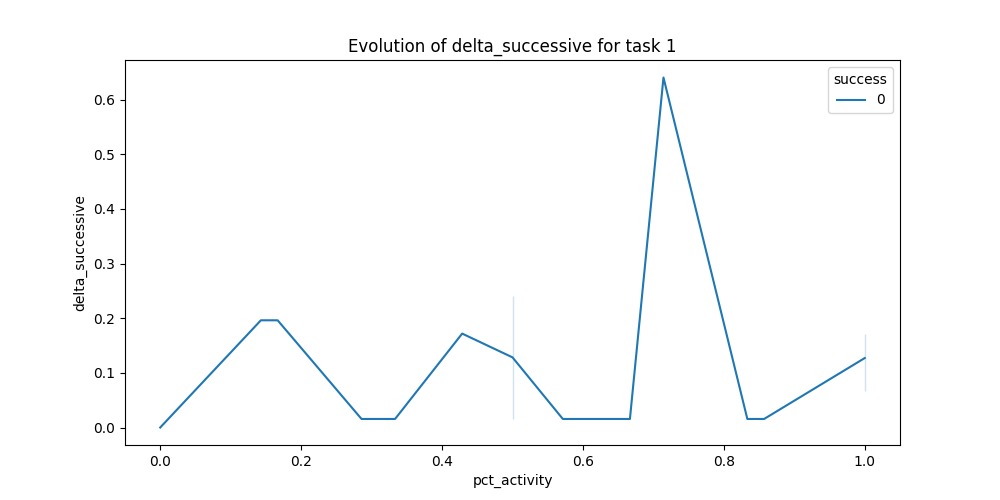 Evolution of delta_successive for task 1
success
0
delta_successive
0.6
0.5
0.4
0.3
0.2
0.1
0.0
0.0 0.2 0.4 0.6 0.8 1.0
pct_activity